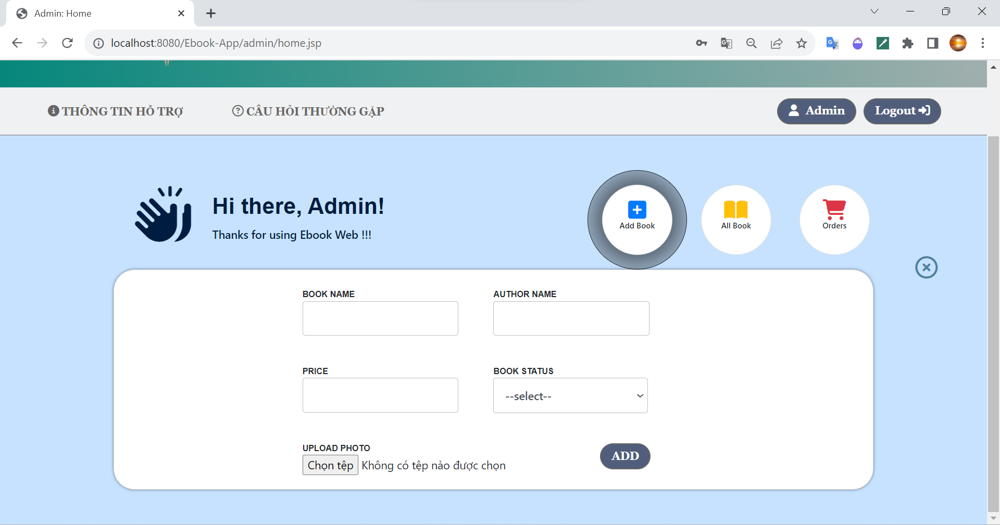 Admin: Home
localhost:8080/Ebook-App/admin/home.jsp
THÔNG TIN HỖ TRỢ
CÂU HỎI THƯỜNG GẶP
Admin
Logout
Hi there, Admin!
Thanks for using Ebook Web !!!
Add Book
All Book
Orders
BOOK NAME
AUTHOR NAME
PRICE
BOOK STATUS
--select--
UPLOAD PHOTO
Chọn tệp Không có tệp nào được chọn
ADD